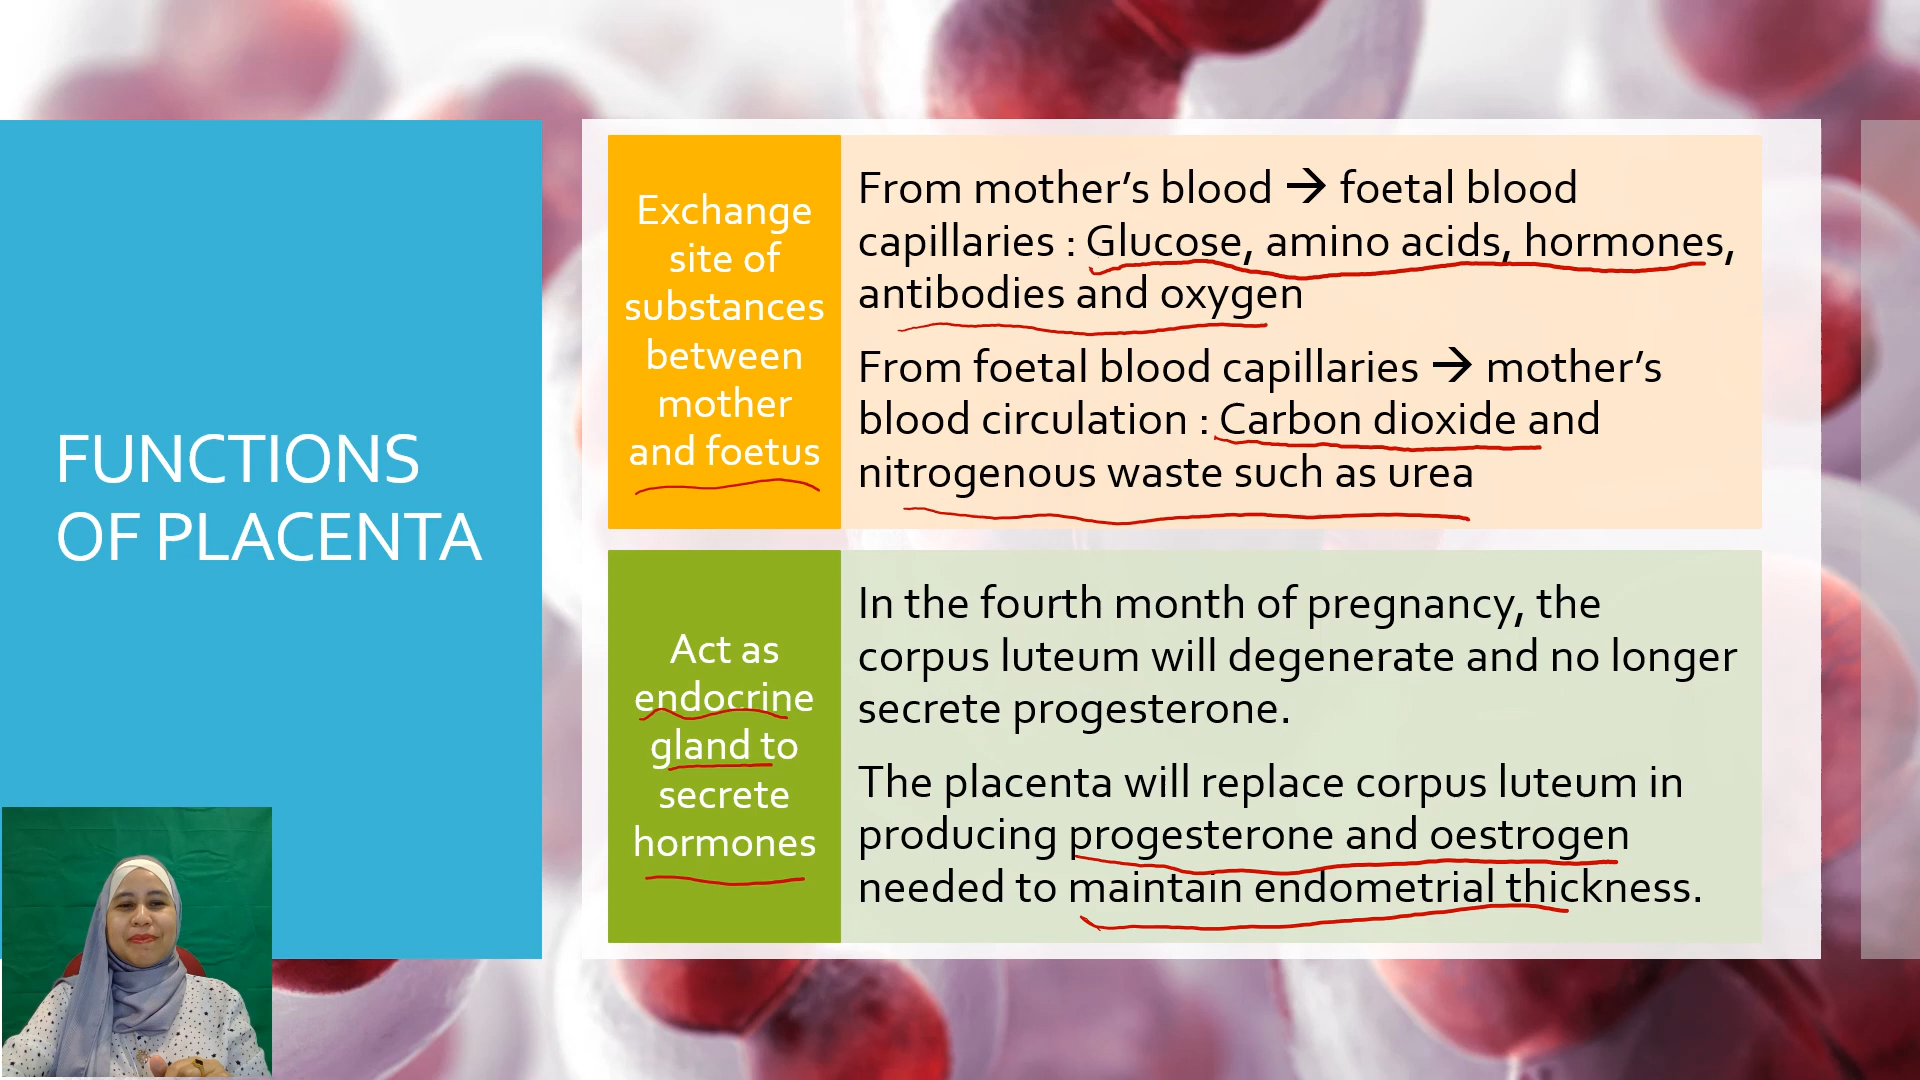 FUNCTIONS
OF PLACENTA
Exchange
site of
substances
between
mother
and foetus
From mother’s blood → foetal blood
capillaries : Glucose, amino acids, hormones,
antibodies and oxygen
From foetal blood capillaries → mother’s
blood circulation : Carbon dioxide and
nitrogenous waste such as urea
Act as
endocrine
gland to
secrete
hormones
In the fourth month of pregnancy, the
corpus luteum will degenerate and no longer
secrete progesterone.
The placenta will replace corpus luteum in
producing progesterone and oestrogen
needed to maintain endometrial thickness.